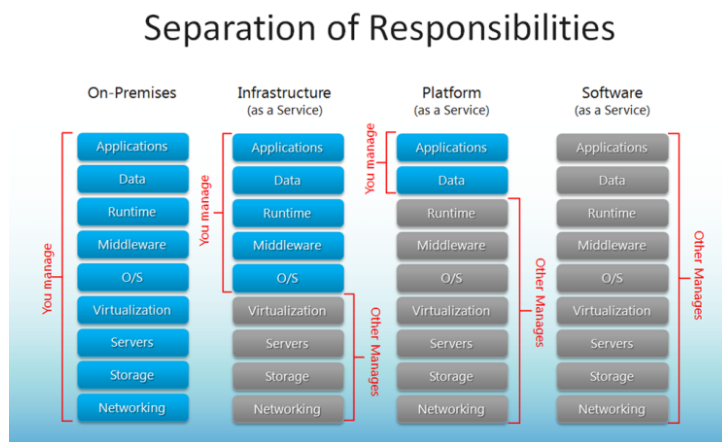 Separation of Responsibilities
On-Premises
You manage
Applications
Data
Runtime
Middleware
O/S
Virtualization
Servers
Storage
Networking
Infrastructure
(as a Service)
You manage
Applications
Data
Runtime
Middleware
O/S
Virtualization
Servers
Storage
Networking
Other Manages
Platform
(as a Service)
You manage
Applications
Data
Runtime
Middleware
O/S
Virtualization
Servers
Storage
Networking
Other Manages
Software
(as a Service)
Applications
Data
Runtime
Middleware
O/S
Virtualization
Servers
Storage
Networking
Other Manages